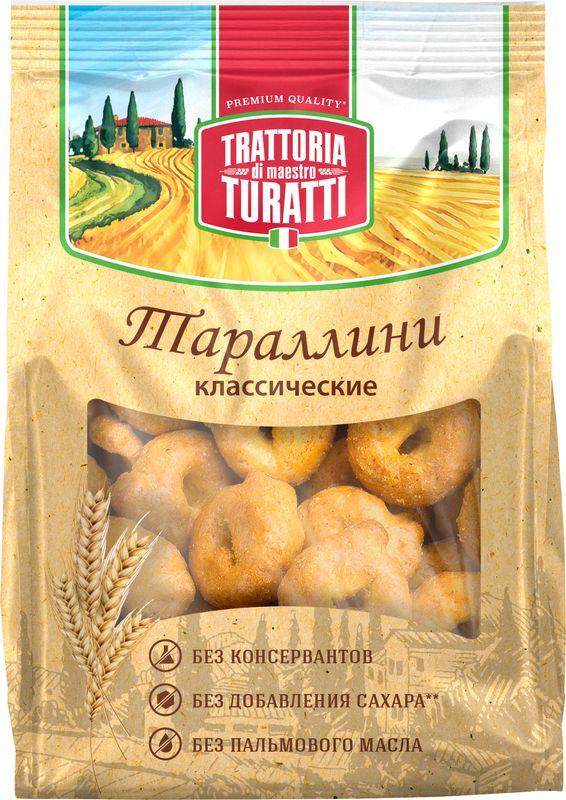 PREMIUM QUALITY*
TRATTORIA
di maestro
TURATTI
Тараллини
классические
БЕЗ КОНСЕРВАНТОВ
БЕЗ ДОБАВЛЕНИЯ САХАРА**
БЕЗ ПАЛЬМОВОГО МАСЛА